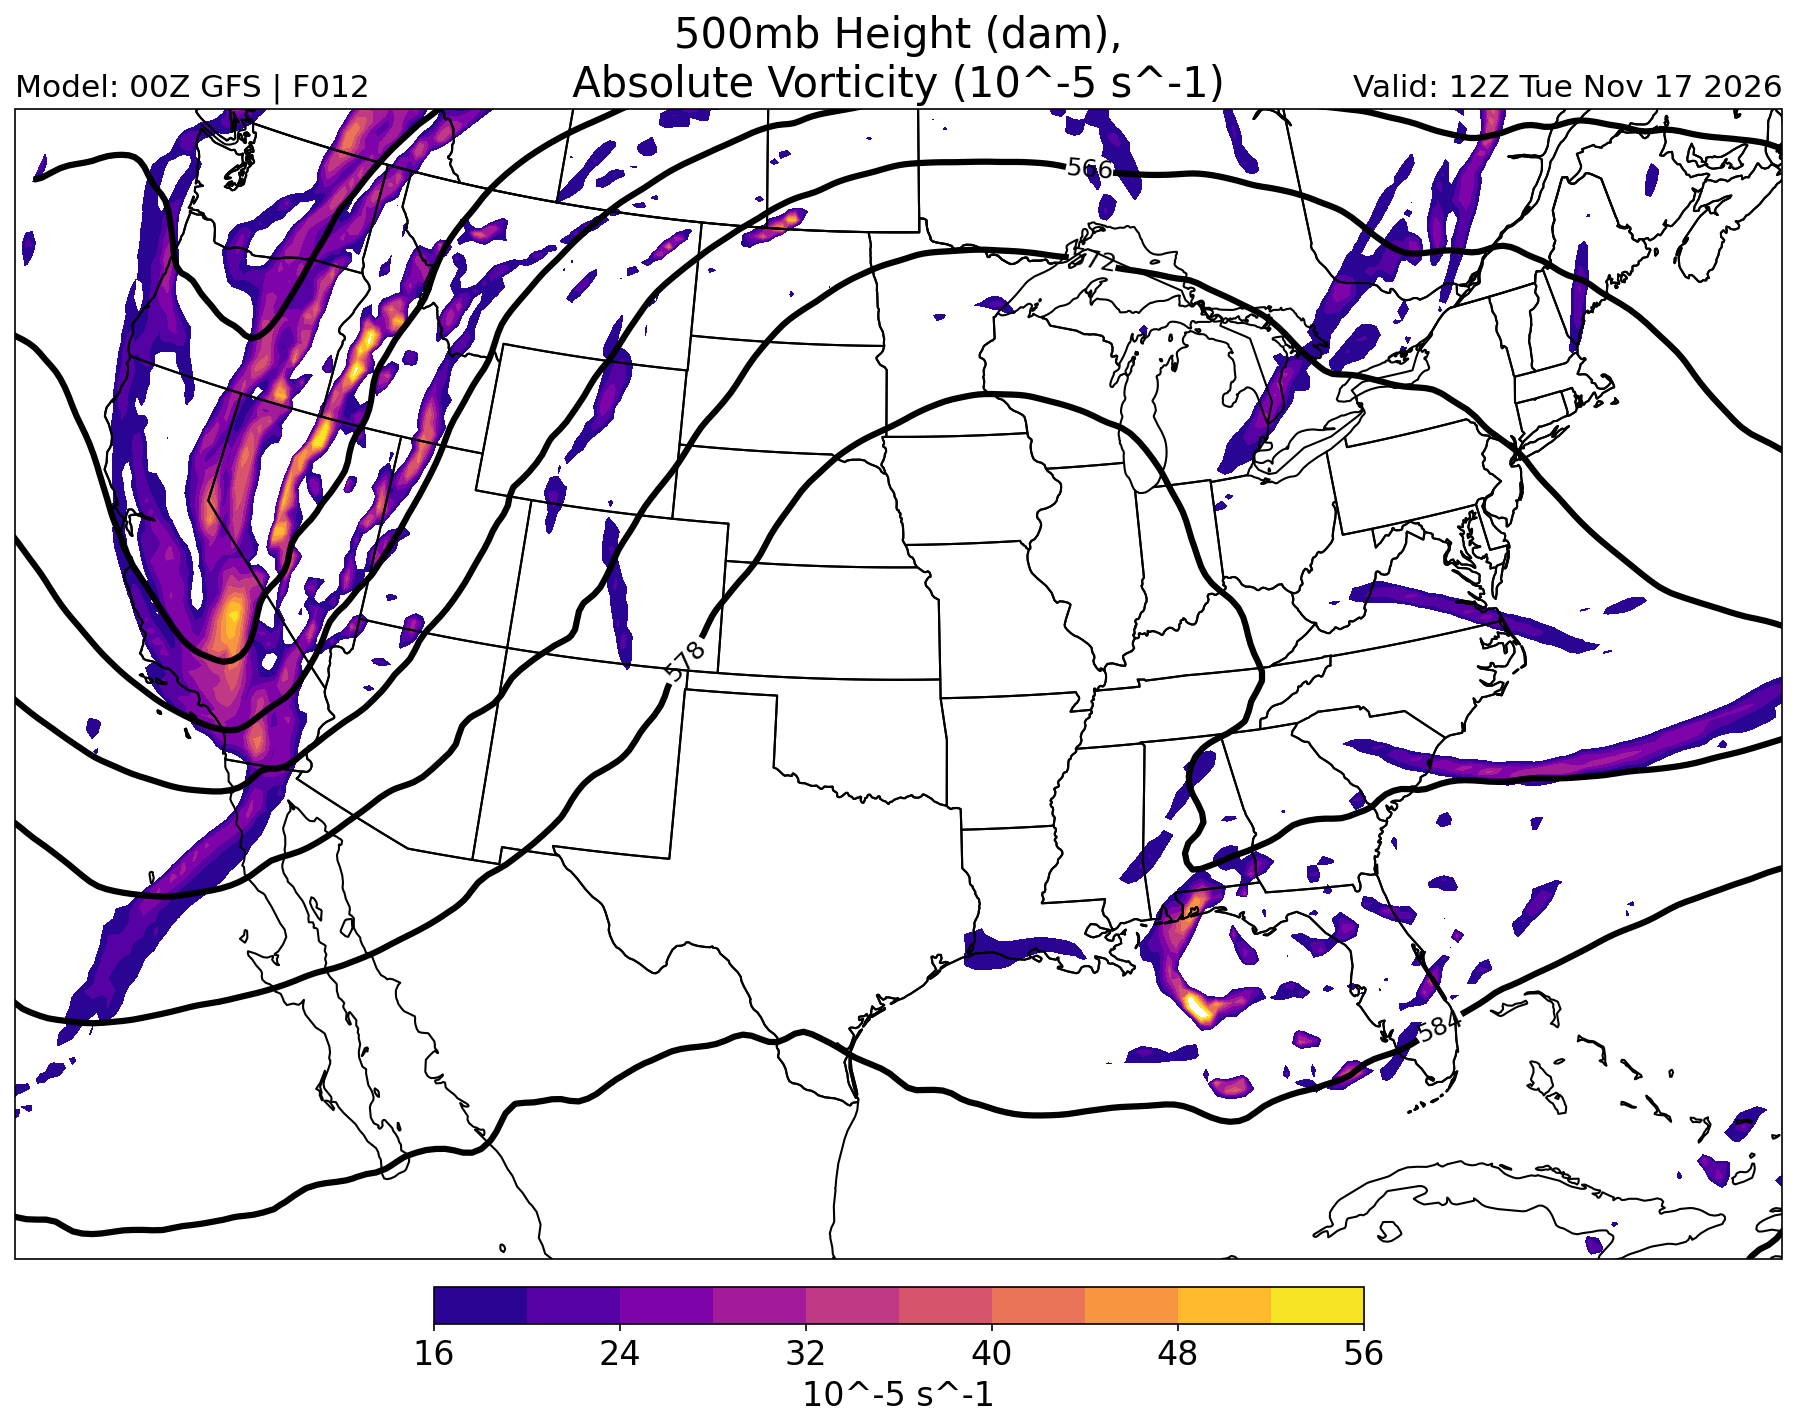 500mb Height (dam),
Absolute Vorticity (10^-5 s^-1)
Model: 00Z GFS | F012
Valid: 12Z Tue Nov 17 2026
566
572
578
584
16 24 32 40 48 56
10^-5 s^-1